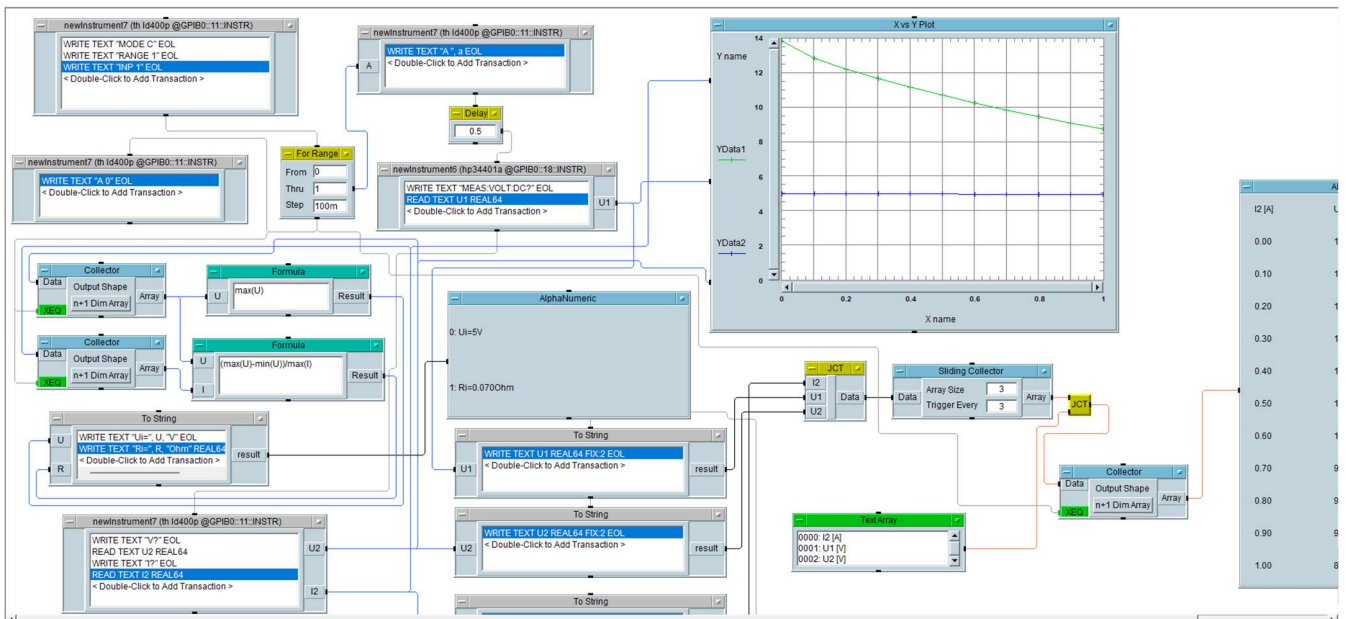 newInstrument7 (th ld400p @GPIB0::11::INSTR)
WRITE TEXT "MODE C" EOL
WRITE TEXT "RANGE 1" EOL
WRITE TEXT "INP 1" EOL
< Double-Click to Add Transaction >
newInstrument7 (th ld400p @GPIB0::11::INSTR)
A
WRITE TEXT "A ", a EOL
< Double-Click to Add Transaction >
Delay
0.5
newInstrument7 (th ld400p @GPIB0::11::INSTR)
WRITE TEXT "A 0" EOL
< Double-Click to Add Transaction >
For Range
From 0
Thru 1
Step 100m
newInstrument6 (hp34401a @GPIB0::18::INSTR)
WRITE TEXT "MEAS:VOLT:DC?" EOL
READ TEXT U1 REAL64
< Double-Click to Add Transaction >
U1
X vs Y Plot
Y name
YData1
YData2
14
12
10
8
6
4
2
0
0 0.2 0.4 0.6 0.8 1
X name
Collector
Data
Output Shape
n+1 Dim Array
Array
XEQ
Formula
U
max(U)
Result
Collector
Data
Output Shape
n+1 Dim Array
Array
XEQ
Formula
U
I
(max(U)-min(U))/max(I)
Result
AlphaNumeric
0: Ui=5V
1: Ri=0.070Ohm
To String
U
R
WRITE TEXT "Ui=", U, "V" EOL
WRITE TEXT "Ri=", R, "Ohm" REAL64
< Double-Click to Add Transaction >
result
newInstrument7 (th ld400p @GPIB0::11::INSTR)
WRITE TEXT "V?" EOL
READ TEXT U2 REAL64
WRITE TEXT "I?" EOL
READ TEXT I2 REAL64
< Double-Click to Add Transaction >
U2
I2
To String
U1
WRITE TEXT U1 REAL64 FIX:2 EOL
< Double-Click to Add Transaction >
result
To String
U2
WRITE TEXT U2 REAL64 FIX:2 EOL
< Double-Click to Add Transaction >
result
To String
JCT
I2
U1
U2
Data
Sliding Collector
Data
Array Size 3
Trigger Every 3
Array
JCT
Text Array
0000: I2 [A]
0001: U1 [V]
0002: U2 [V]
Collector
Data
Output Shape
n+1 Dim Array
Array
XEQ
Al
I2 [A] U
0.00 1
0.10 1
0.20 1
0.30 1
0.40 1
0.50 1
0.60 1
0.70 9
0.80 9
0.90 9
1.00 8